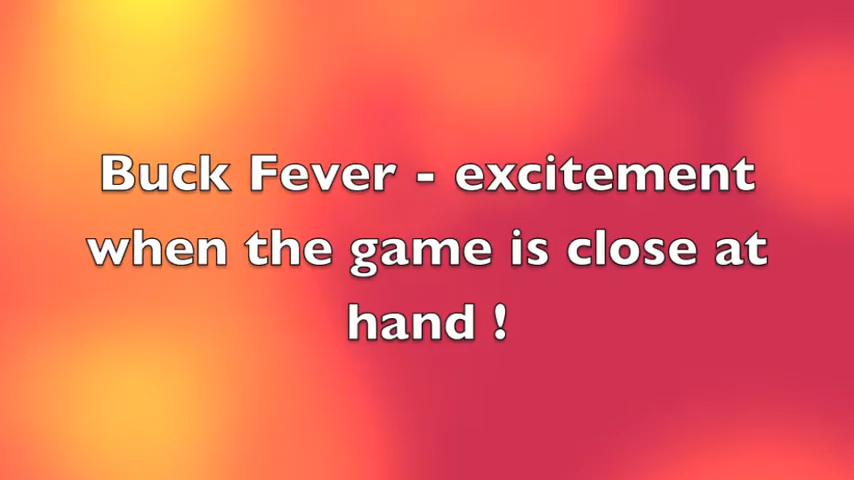 Buck Fever - excitement
when the game is close at
hand !